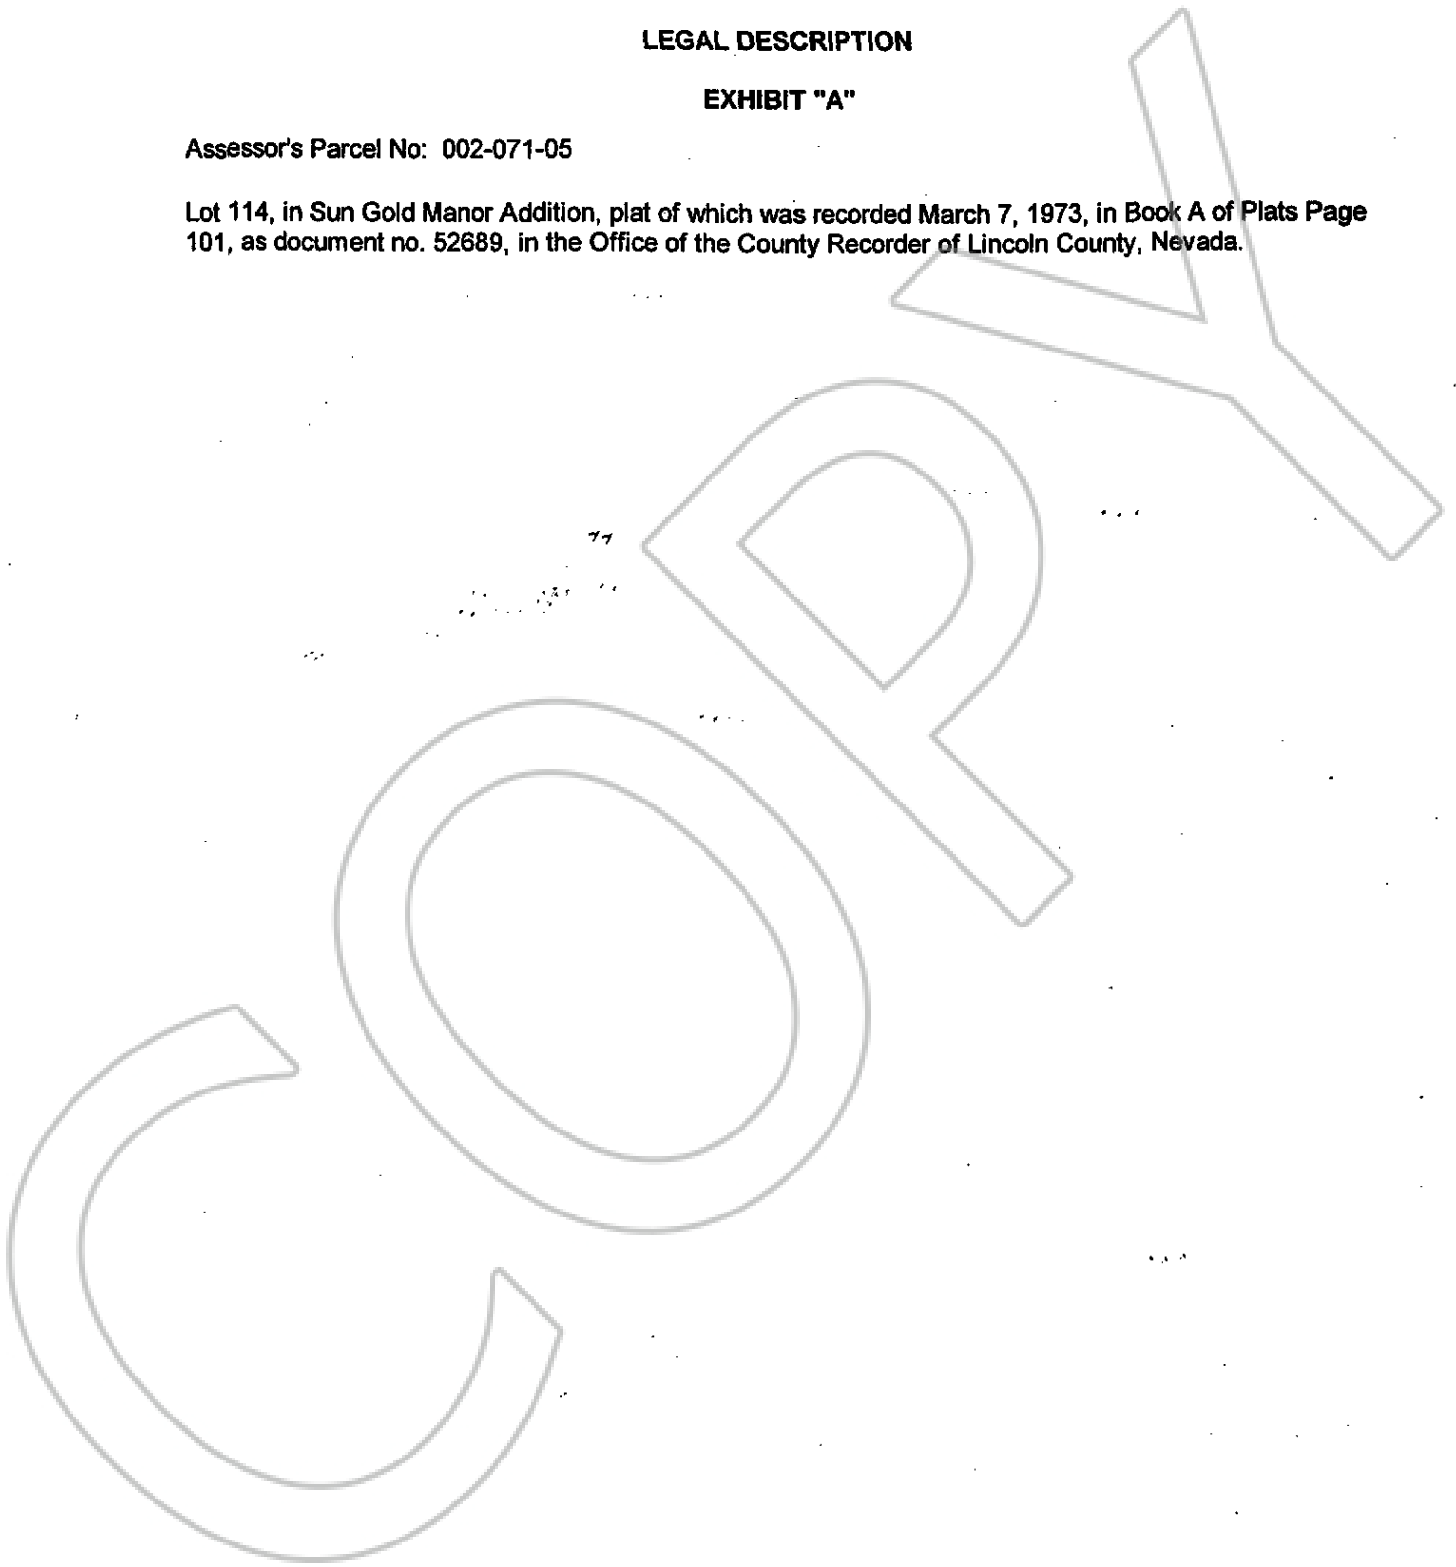 LEGAL DESCRIPTION
EXHIBIT "A"
Assessor's Parcel No: 002-071-05
Lot 114, in Sun Gold Manor Addition, plat of which was recorded March 7, 1973, in Book A of Plats Page
101, as document no. 52689, in the Office of the County Recorder of Lincoln County, Nevada.
COPY